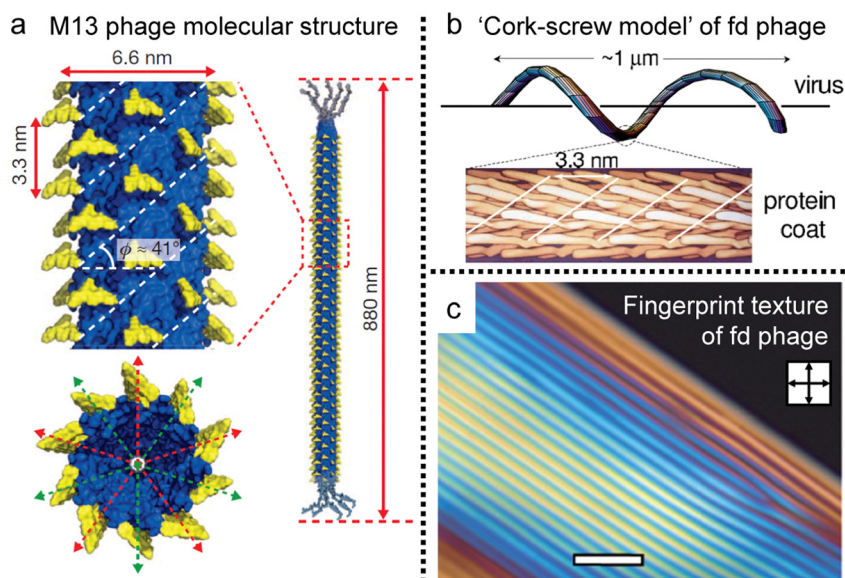 a M13 phage molecular structure
6.6 nm
3.3 nm
ϕ ≈ 41°
880 nm
b ‘Cork-screw model’ of fd phage
~1 μm
virus
3.3 nm
protein
coat
c Fingerprint texture
of fd phage